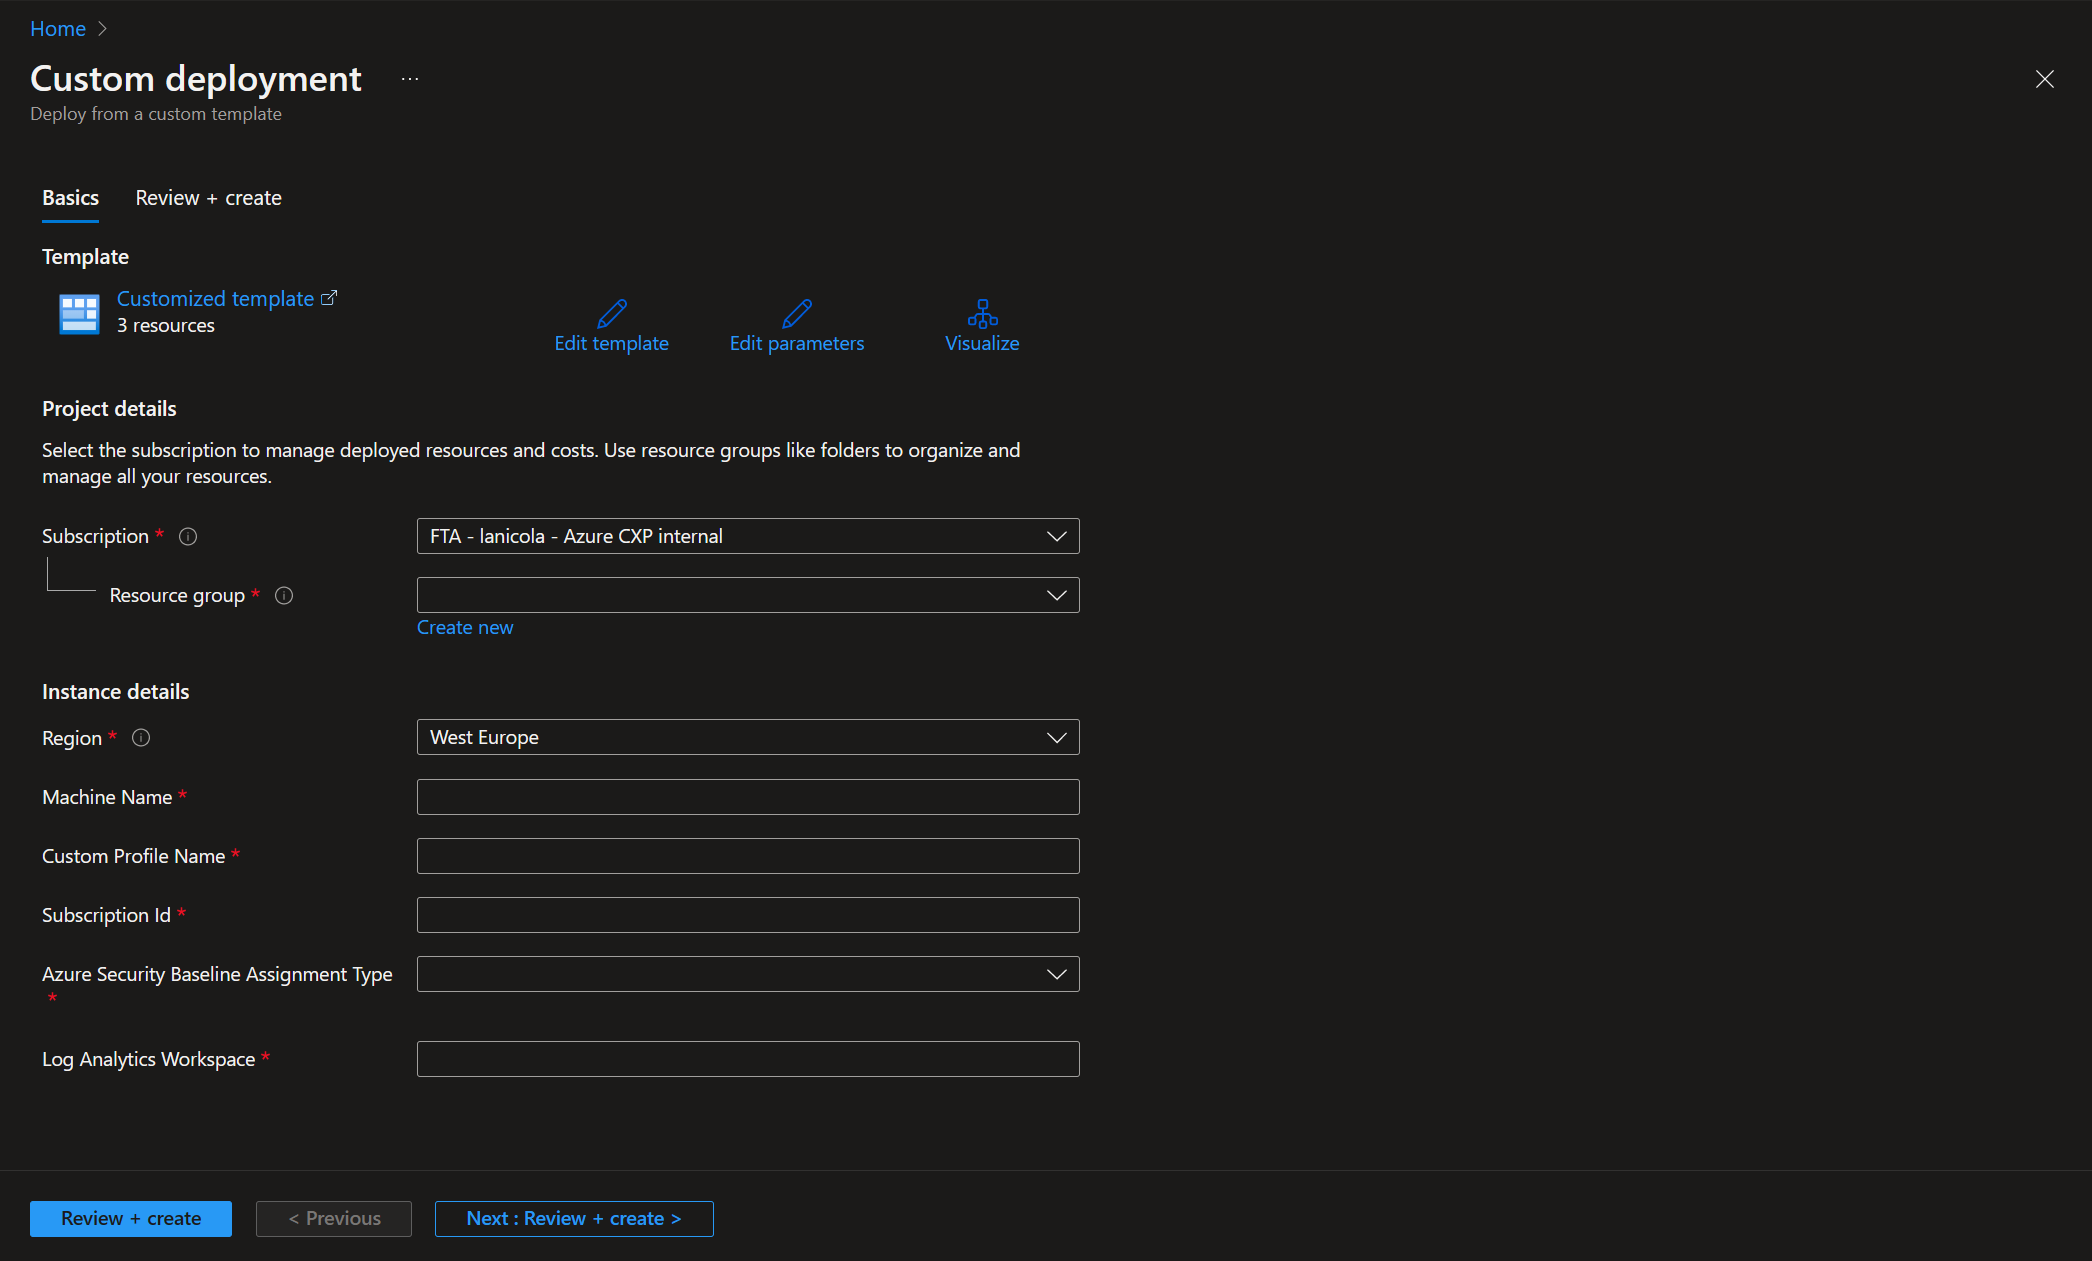 Home >
Custom deployment ...
Deploy from a custom template
Basics Review + create
Template
Customized template
3 resources
Edit template Edit parameters Visualize
Project details
Select the subscription to manage deployed resources and costs. Use resource groups like folders to organize and
manage all your resources.
Subscription * FTA - lanicola - Azure CXP internal
Resource group *
Create new
Instance details
Region * West Europe
Machine Name *
Custom Profile Name *
Subscription Id *
Azure Security Baseline Assignment Type
*
Log Analytics Workspace *
Review + create < Previous Next : Review + create >